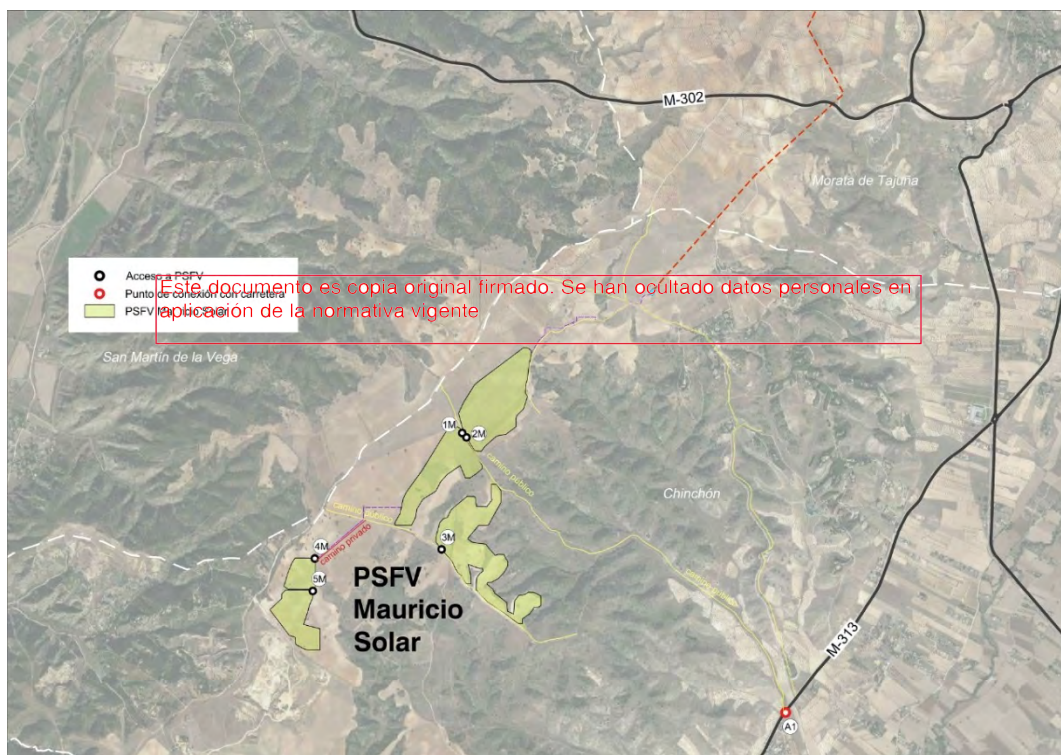 M-302
Morata de Tajuña
Acceso a PSFV
Este documento es copia original firmado. Se han ocultado datos personales en
Punto de conexión con carretera
aplicación de la normativa vigente
San Martín de la Vega
1M
2M
camino público
Chinchón
camino público
camino privado
3M
4M
5M
PSFV
Mauricio
Solar
M-313
A1